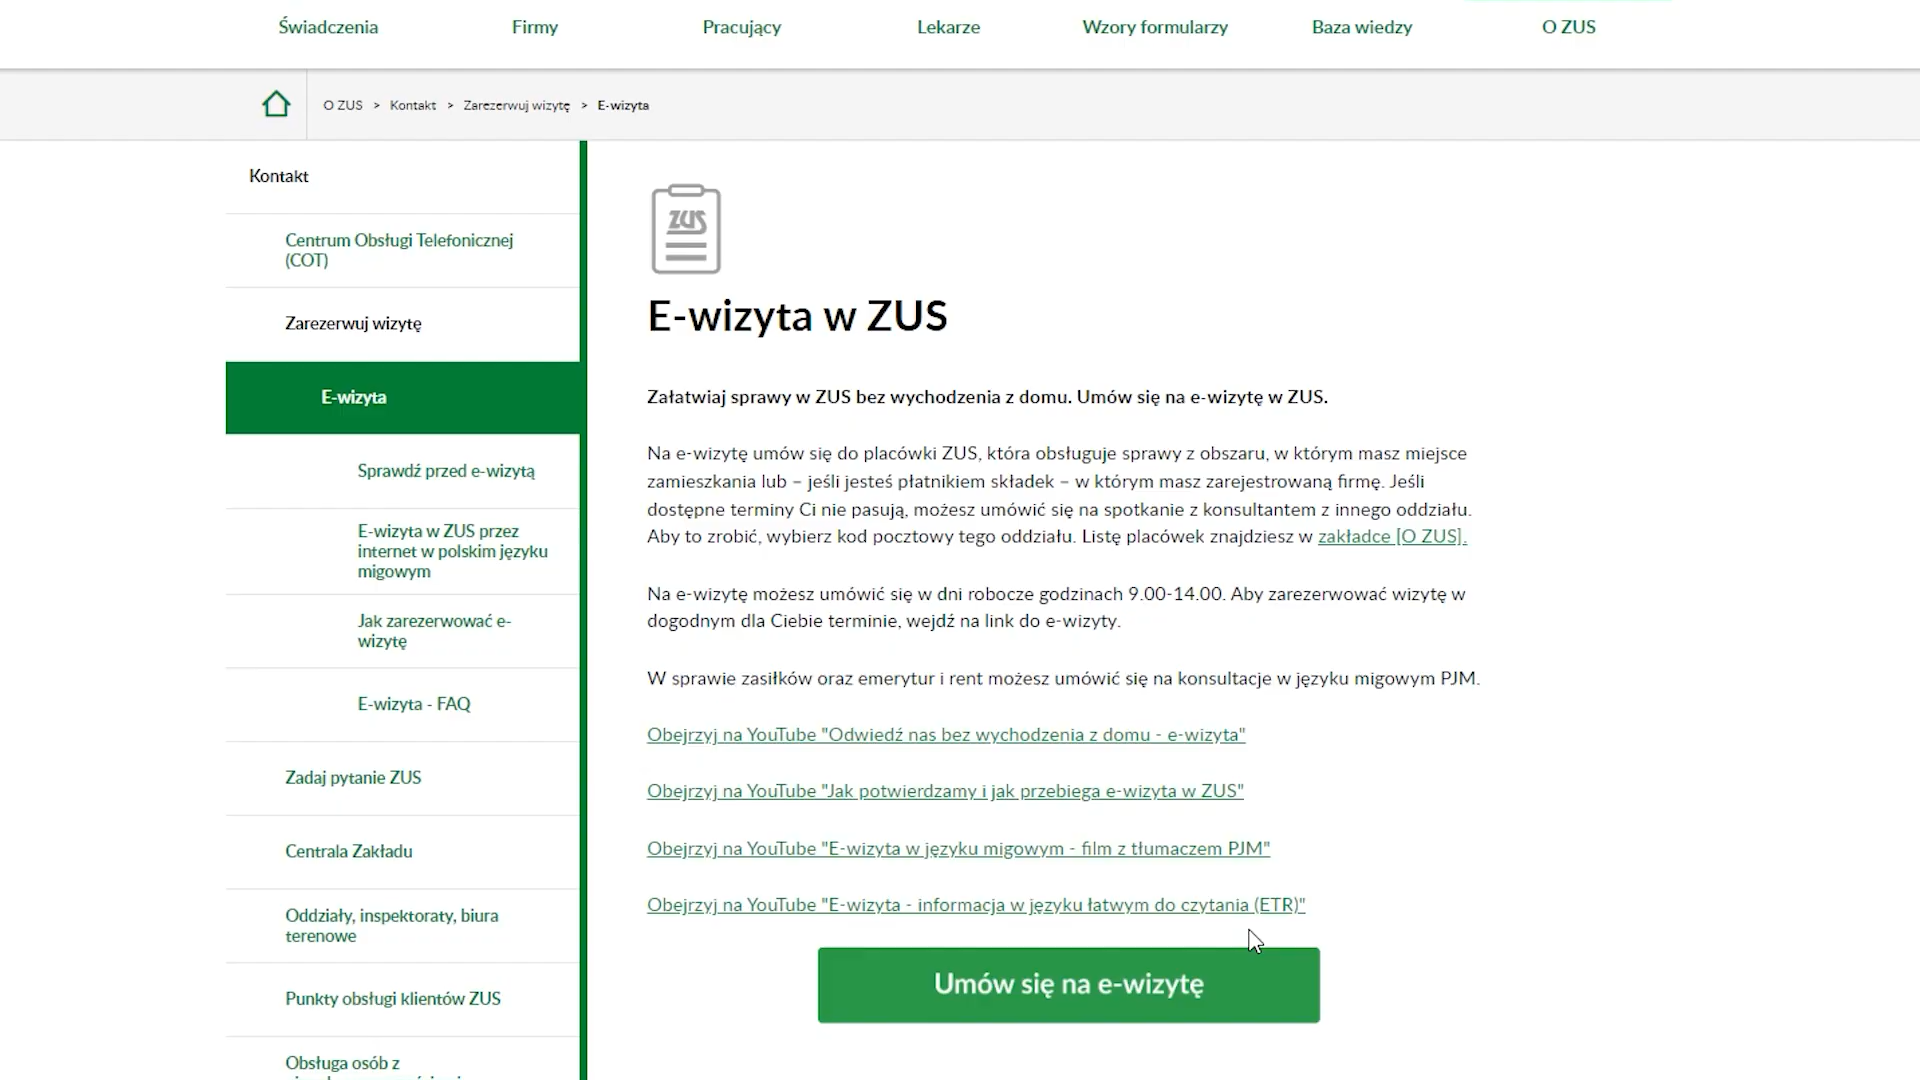 Świadczenia Firmy Pracujący Lekarze Wzory formularzy Baza wiedzy O ZUS
O ZUS > Kontakt > Zarezerwuj wizytę > E-wizyta
Kontakt
Centrum Obsługi Telefonicznej
(COT)
Zarezerwuj wizytę
E-wizyta
Sprawdź przed e-wizytą
E-wizyta w ZUS przez
internet w polskim języku
migowym
Jak zarezerwować e-
wizytę
E-wizyta - FAQ
Zadaj pytanie ZUS
Centrala Zakładu
Oddziały, inspektoraty, biura
terenowe
Punkty obsługi klientów ZUS
Obsługa osób z
ZUS
E-wizyta w ZUS
Załatwiaj sprawy w ZUS bez wychodzenia z domu. Umów się na e-wizytę w ZUS.
Na e-wizytę umów się do placówki ZUS, która obsługuje sprawy z obszaru, w którym masz miejsce
zamieszkania lub – jeśli jesteś płatnikiem składek – w którym masz zarejestrowaną firmę. Jeśli
dostępne terminy Ci nie pasują, możesz umówić się na spotkanie z konsultantem z innego oddziału.
Aby to zrobić, wybierz kod pocztowy tego oddziału. Listę placówek znajdziesz w zakładce [O ZUS].
Na e-wizytę możesz umówić się w dni robocze godzinach 9.00-14.00. Aby zarezerwować wizytę w
dogodnym dla Ciebie terminie, wejdź na link do e-wizyty.
W sprawie zasiłków oraz emerytur i rent możesz umówić się na konsultacje w języku migowym PJM.
Obejrzyj na YouTube "Odwiedź nas bez wychodzenia z domu - e-wizyta"
Obejrzyj na YouTube "Jak potwierdzamy i jak przebiega e-wizyta w ZUS"
Obejrzyj na YouTube "E-wizyta w języku migowym - film z tłumaczem PJM"
Obejrzyj na YouTube "E-wizyta - informacja w języku łatwym do czytania (ETR)"
Umów się na e-wizytę